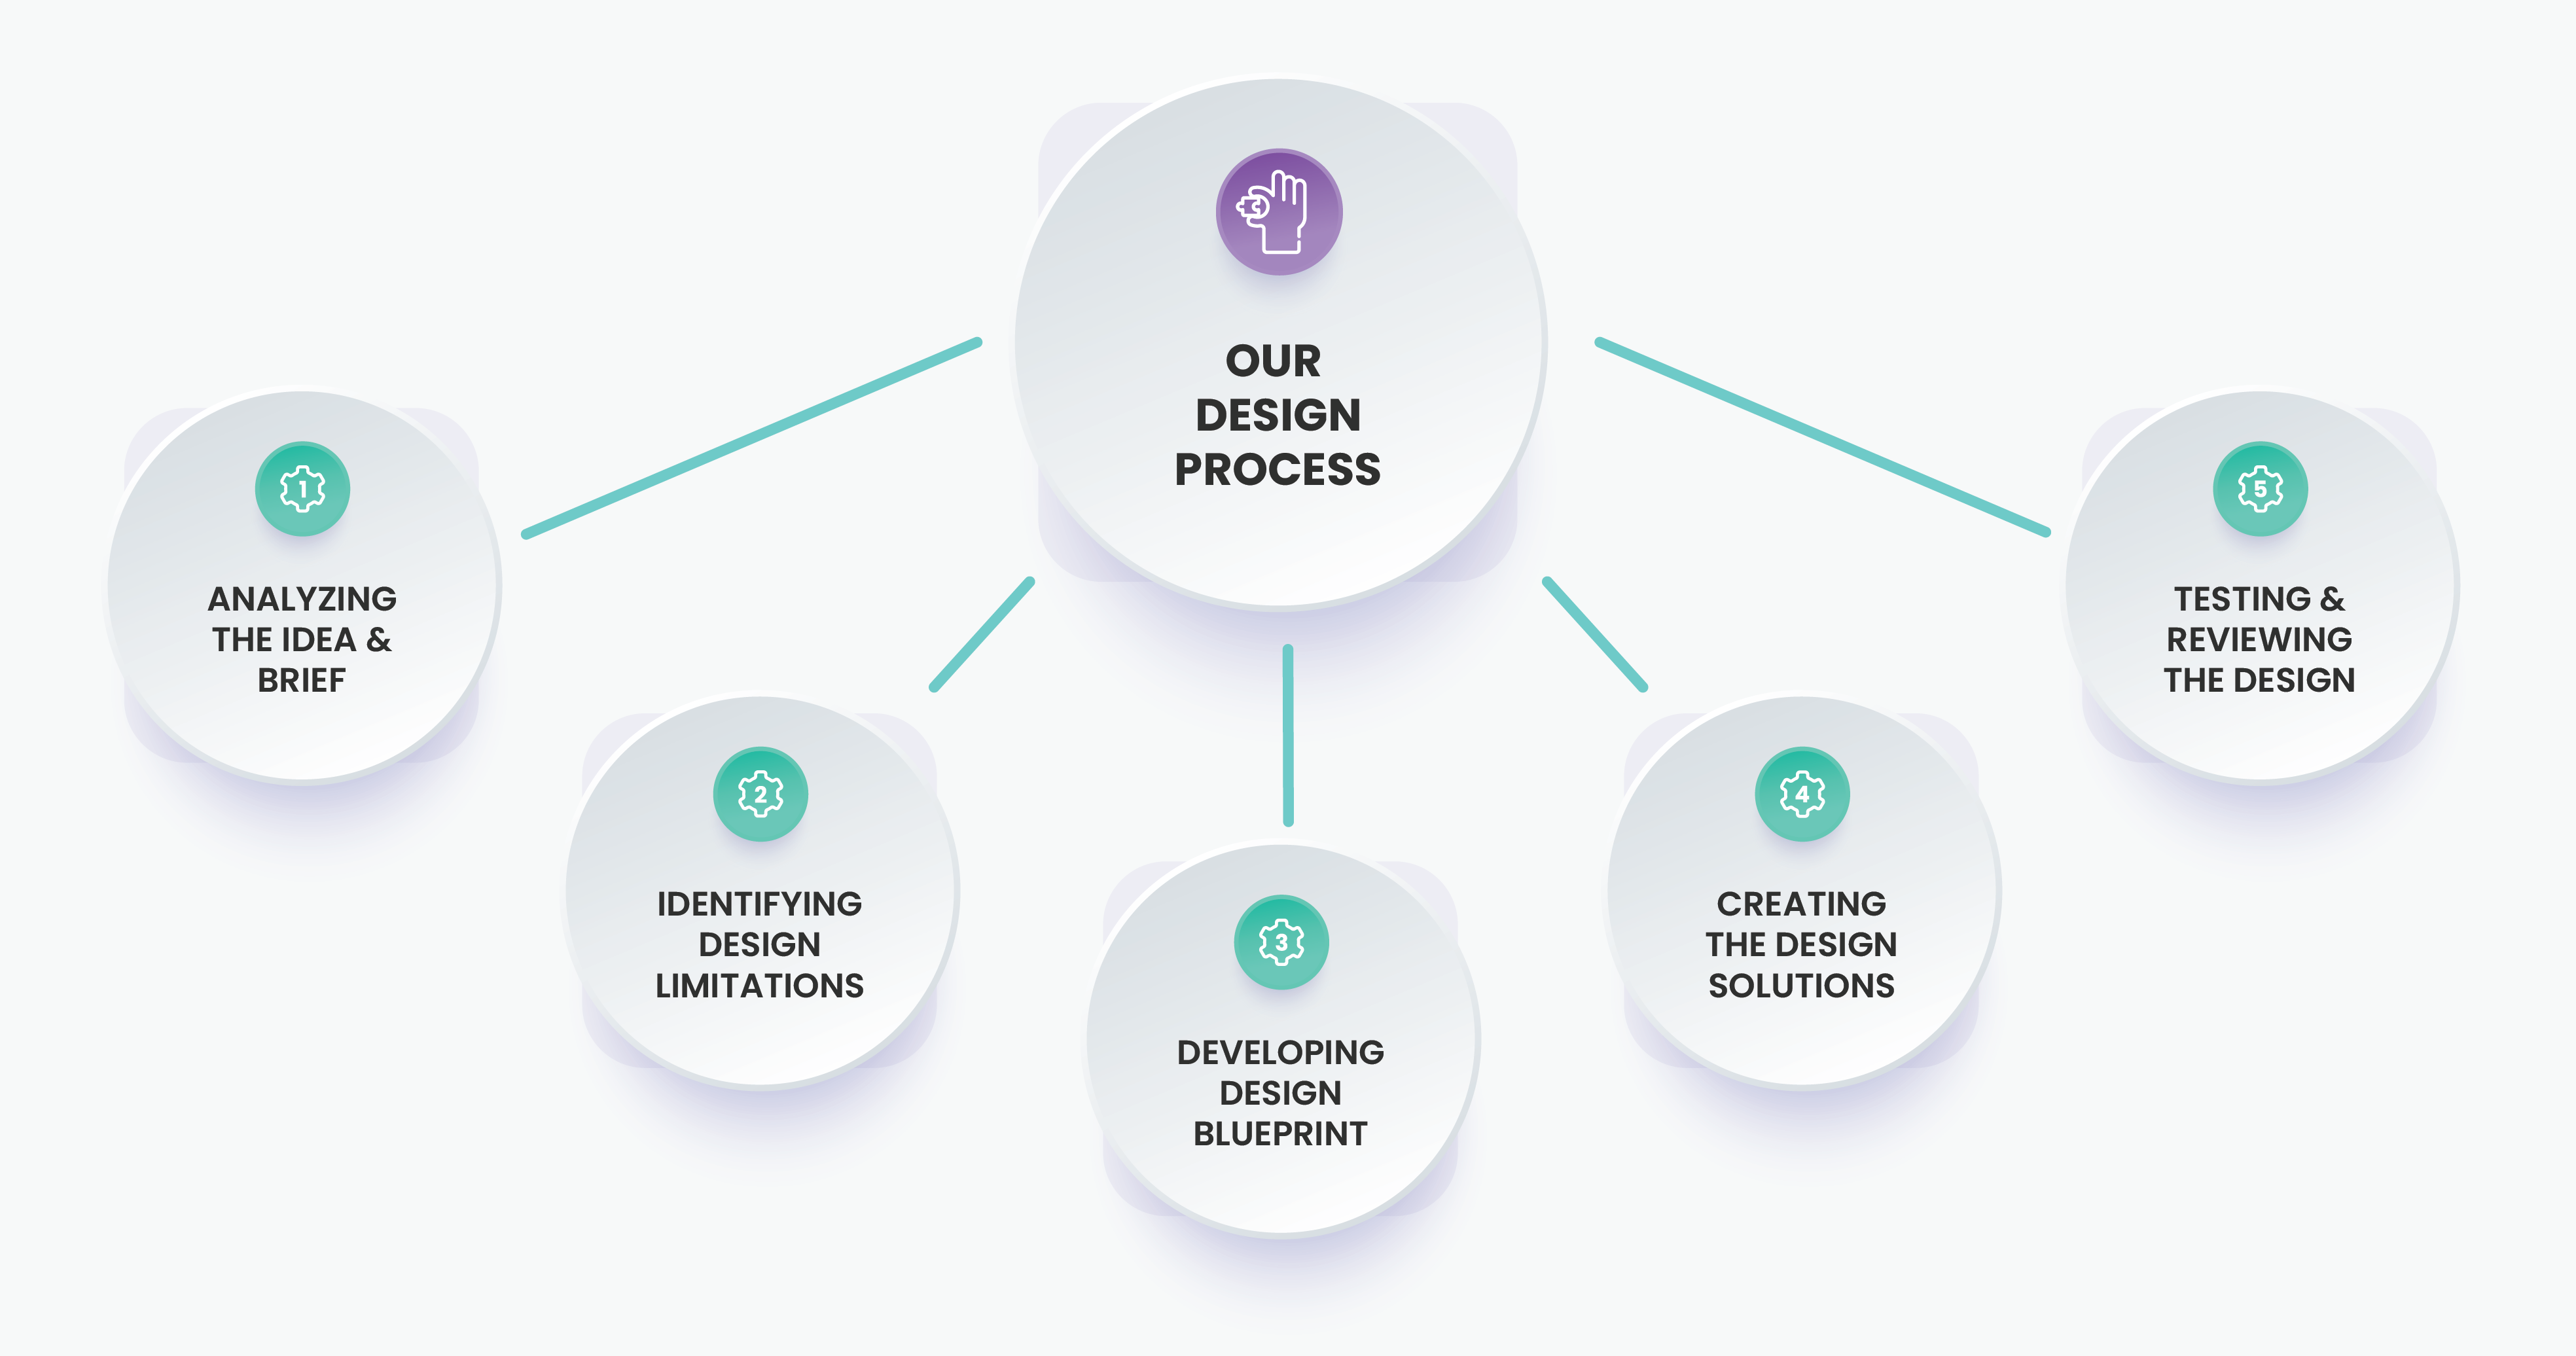 OUR
DESIGN
PROCESS
1
ANALYZING
THE IDEA &
BRIEF
2
IDENTIFYING
DESIGN
LIMITATIONS
3
DEVELOPING
DESIGN
BLUEPRINT
4
CREATING
THE DESIGN
SOLUTIONS
5
TESTING &
REVIEWING
THE DESIGN